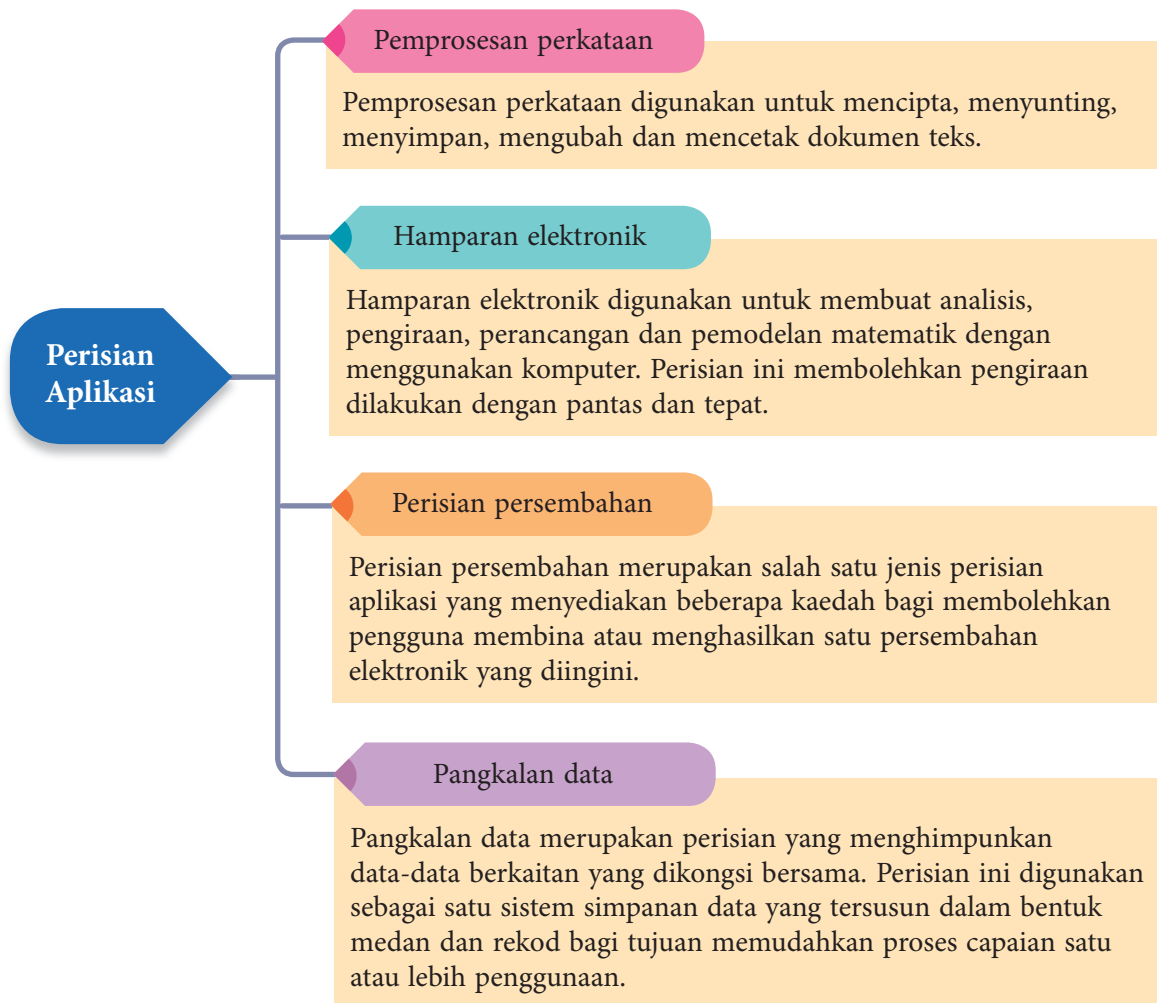 Perisian
Aplikasi
Pemprosesan perkataan
Pemprosesan perkataan digunakan untuk mencipta, menyunting,
menyimpan, mengubah dan mencetak dokumen teks.
Hamparan elektronik
Hamparan elektronik digunakan untuk membuat analisis,
pengiraan, perancangan dan pemodelan matematik dengan
menggunakan komputer. Perisian ini membolehkan pengiraan
dilakukan dengan pantas dan tepat.
Perisian persembahan
Perisian persembahan merupakan salah satu jenis perisian
aplikasi yang menyediakan beberapa kaedah bagi membolehkan
pengguna membina atau menghasilkan satu persembahan
elektronik yang diingini.
Pangkalan data
Pangkalan data merupakan perisian yang menghimpunkan
data-data berkaitan yang dikongsi bersama. Perisian ini digunakan
sebagai satu sistem simpanan data yang tersusun dalam bentuk
medan dan rekod bagi tujuan memudahkan proses capaian satu
atau lebih penggunaan.